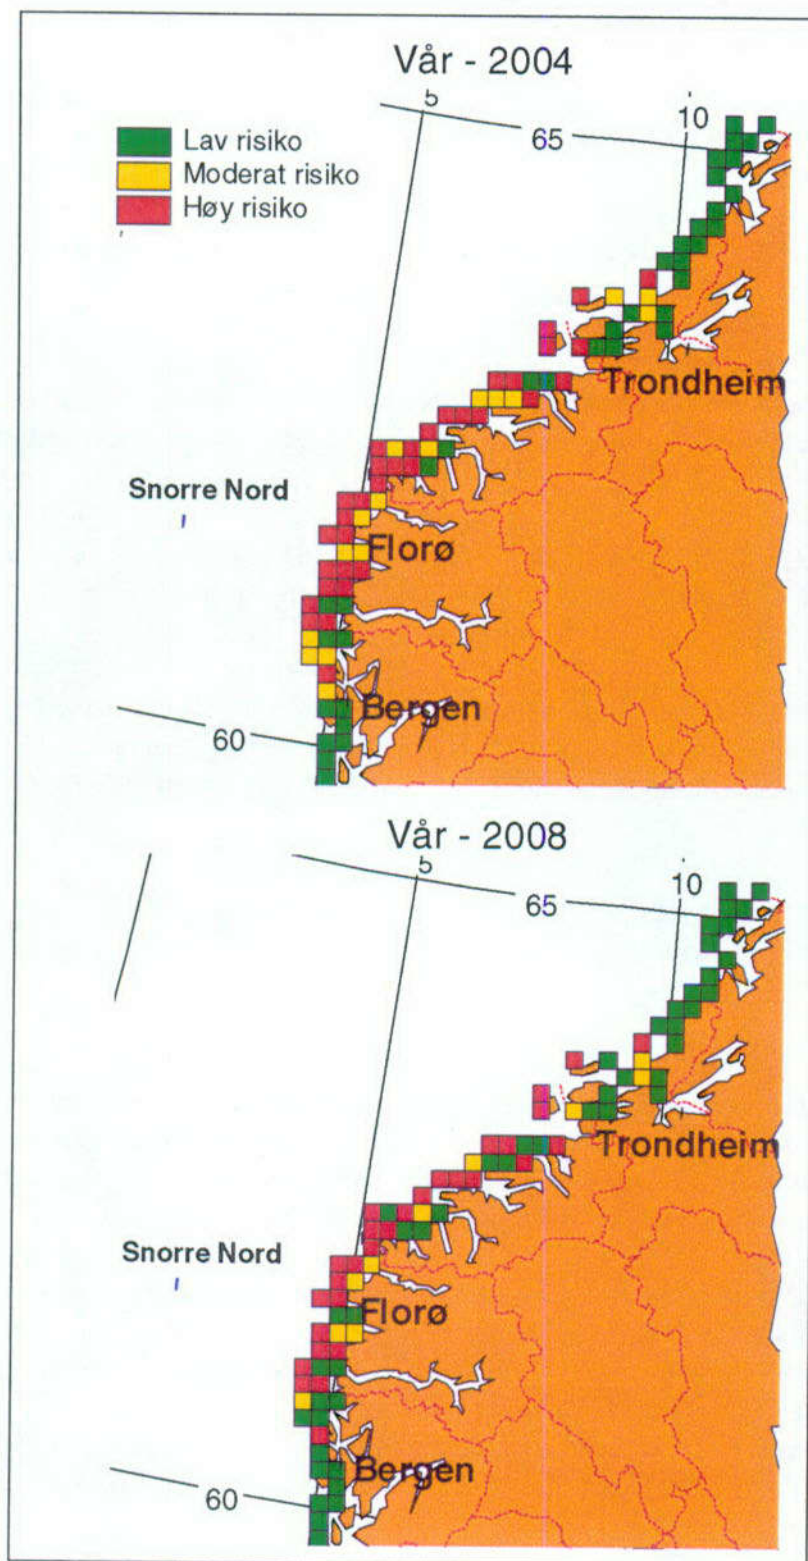 Vår - 2004
5
10
65
Lav risiko
Moderat risiko
Høy risiko
Trondheim
Snorre Nord
Florø
Bergen
60
Vår - 2008
5
10
65
Trondheim
Snorre Nord
Florø
Bergen
60